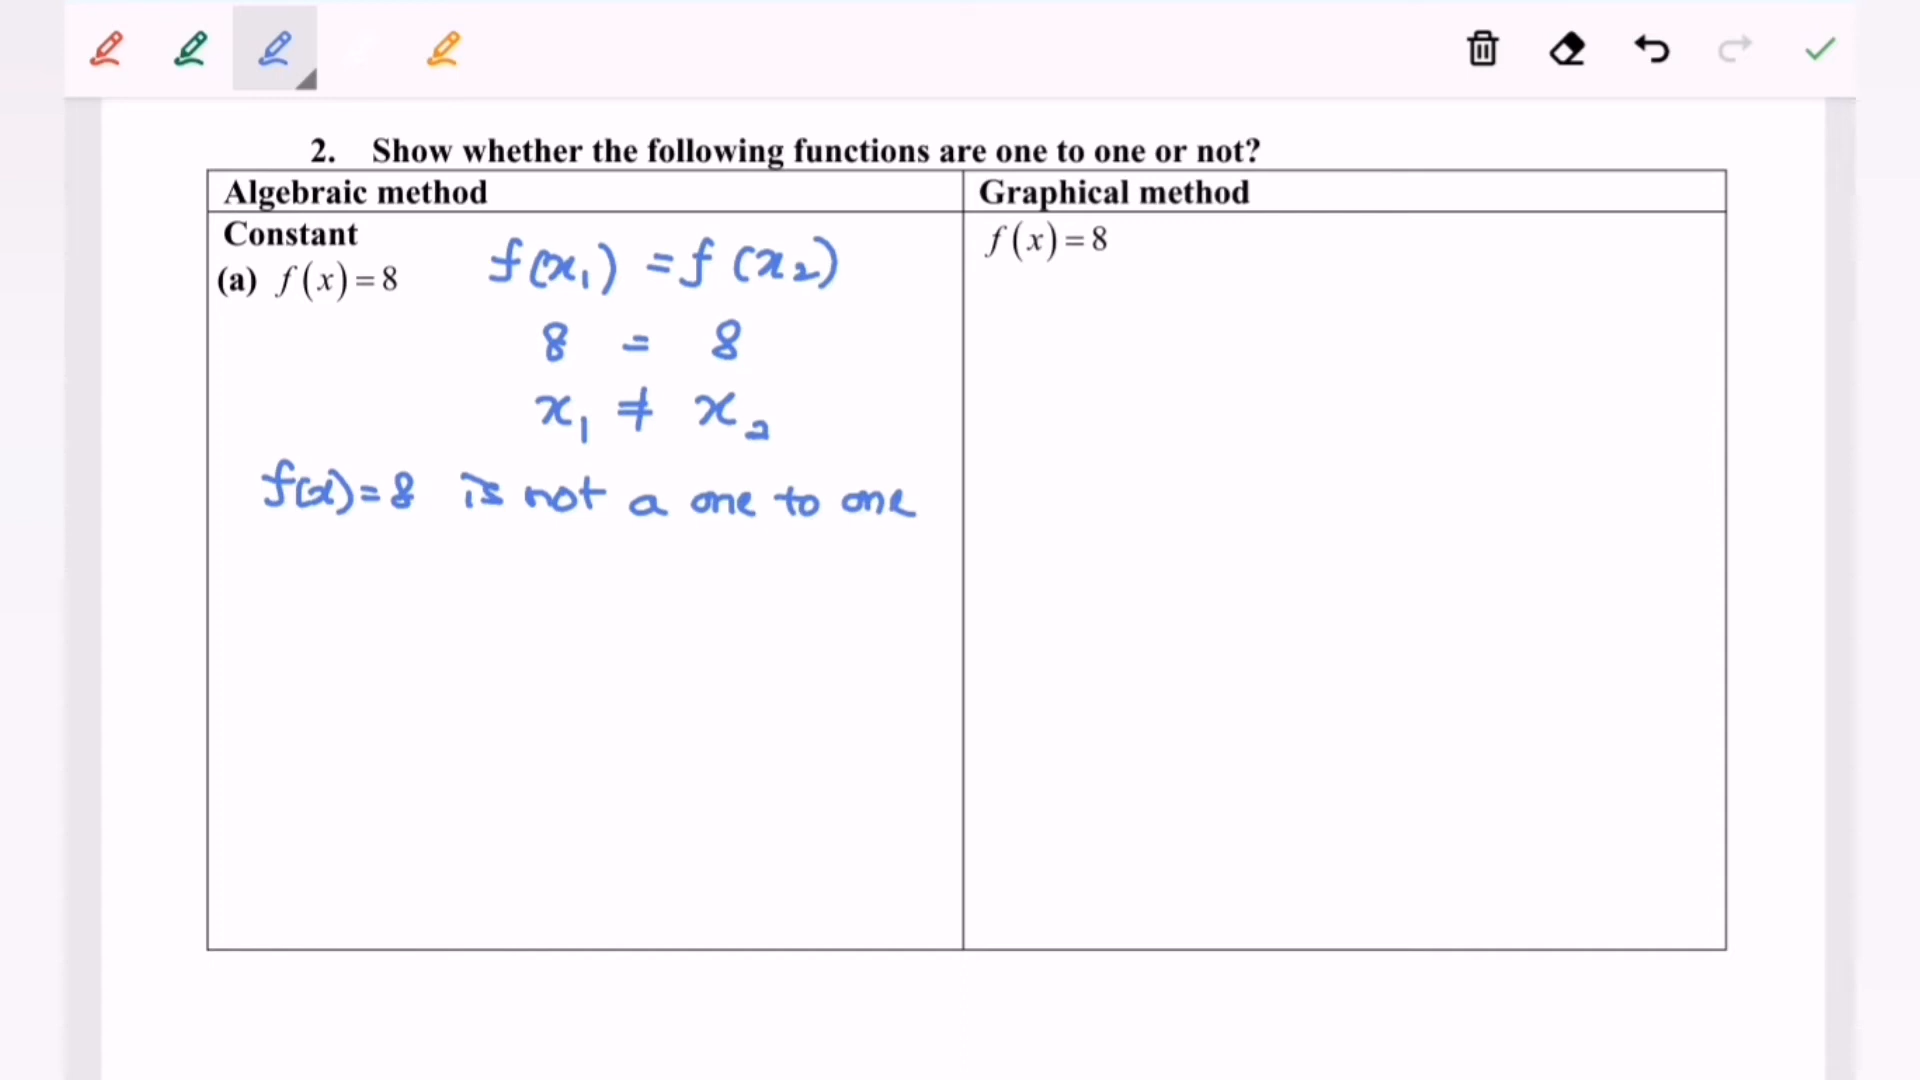 2. Show whether the following functions are one to one or not?
Algebraic method
Constant
(a) f(x)=8
f(x₁) = f(x₂)
8 = 8
x₁ ≠ x₂
f(x)=8 is not a one to one
Graphical method
f(x)=8